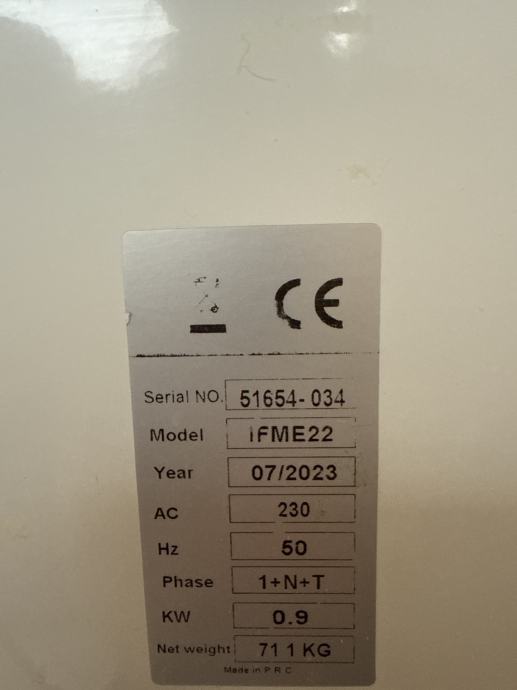 CE
Serial NO. 51654-034
Model iFME22
Year 07/2023
AC 230
Hz 50
Phase 1+N+T
KW 0.9
Net weight 71 1 KG
Made in P R C